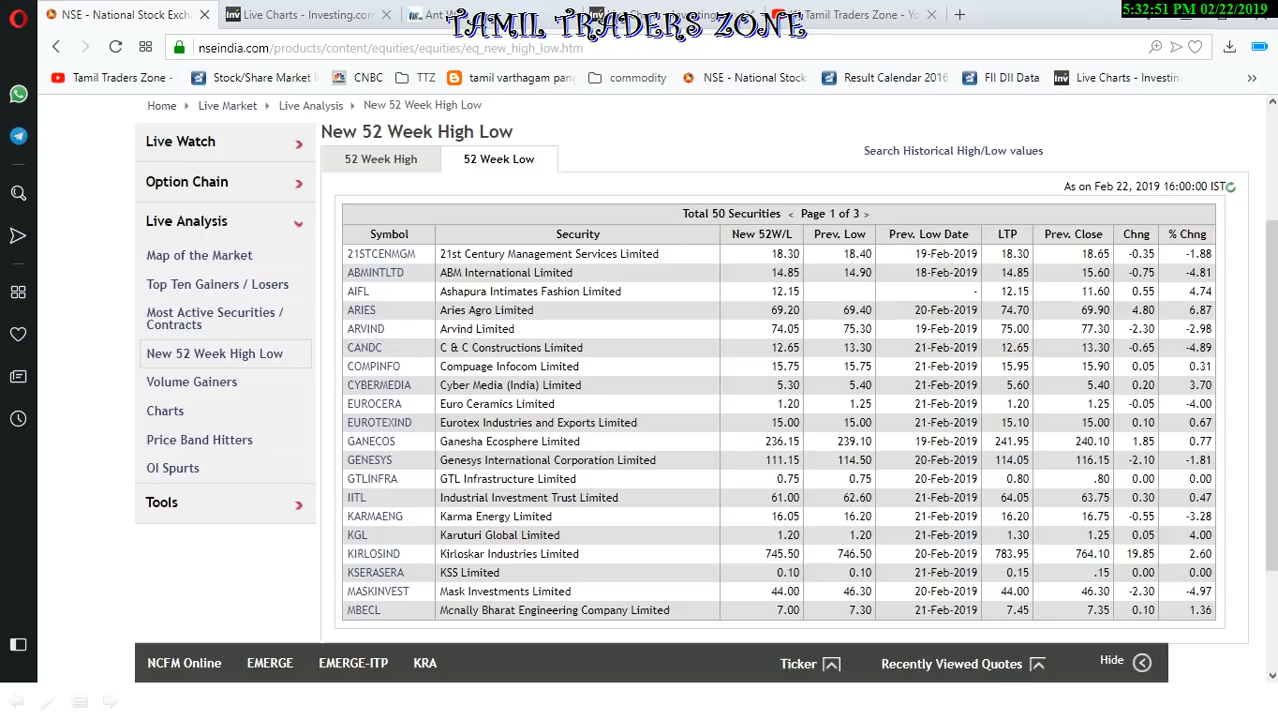 NSE - National Stock Excha
Live Charts - Investing.com
Ant
Tamil Traders Zone - Yo
TAMIL TRADERS ZONE
5:32:51 PM 02/22/2019
nseindia.com/products/content/equities/equities/eq_new_high_low.htm
Tamil Traders Zone - Stock/Share Market CNBC TTZ tamil varthagam pan commodity NSE - National Stock Result Calendar 2016 FII DII Data Live Charts - Investin
Home Live Market Live Analysis New 52 Week High Low
Live Watch
Option Chain
Live Analysis
Map of the Market
Top Ten Gainers / Losers
Most Active Securities /
Contracts
New 52 Week High Low
Volume Gainers
Charts
Price Band Hitters
OI Spurts
Tools
New 52 Week High Low
52 Week High 52 Week Low
Search Historical High/Low values
As on Feb 22, 2019 16:00:00 IST
Total 50 Securities < Page 1 of 3 >
Symbol Security New 52W/L Prev. Low Prev. Low Date LTP Prev. Close Chng % Chng
21STCENMGM 21st Century Management Services Limited 18.30 18.40 19-Feb-2019 18.30 18.65 -0.35 -1.88
ABMINTLTD ABM International Limited 14.85 14.90 18-Feb-2019 14.85 15.60 -0.75 -4.81
AIFL Ashapura Intimates Fashion Limited 12.15 - 12.15 11.60 0.55 4.74
ARIES Aries Agro Limited 69.20 69.40 20-Feb-2019 74.70 69.90 4.80 6.87
ARVIND Arvind Limited 74.05 75.30 19-Feb-2019 75.00 77.30 -2.30 -2.98
CANDC C & C Constructions Limited 12.65 13.30 21-Feb-2019 12.65 13.30 -0.65 -4.89
COMPINFO Compuage Infocom Limited 15.75 15.75 21-Feb-2019 15.95 15.90 0.05 0.31
CYBERMEDIA Cyber Media (India) Limited 5.30 5.40 21-Feb-2019 5.60 5.40 0.20 3.70
EUROCERA Euro Ceramics Limited 1.20 1.25 21-Feb-2019 1.20 1.25 -0.05 -4.00
EUROTEXIND Eurotex Industries and Exports Limited 15.00 15.00 21-Feb-2019 15.10 15.00 0.10 0.67
GANECOS Ganesha Ecosphere Limited 236.15 239.10 19-Feb-2019 241.95 240.10 1.85 0.77
GENESYS Genesys International Corporation Limited 111.15 114.50 20-Feb-2019 114.05 116.15 -2.10 -1.81
GTLINFRA GTL Infrastructure Limited 0.75 0.75 20-Feb-2019 0.80 .80 0.00 0.00
IITL Industrial Investment Trust Limited 61.00 62.60 20-Feb-2019 64.05 63.75 0.30 0.47
KARMAENG Karma Energy Limited 16.05 16.20 21-Feb-2019 16.20 16.75 -0.55 -3.28
KGL Karuturi Global Limited 1.20 1.20 21-Feb-2019 1.30 1.25 0.05 4.00
KIRLOSIND Kirloskar Industries Limited 745.50 746.50 20-Feb-2019 783.95 764.10 19.85 2.60
KSERASERA KSS Limited 0.10 0.10 21-Feb-2019 0.15 .15 0.00 0.00
MASKINVEST Mask Investments Limited 44.00 46.30 20-Feb-2019 44.00 46.30 -2.30 -4.97
MBECL Mcnally Bharat Engineering Company Limited 7.00 7.30 21-Feb-2019 7.45 7.35 0.10 1.36
NCFM Online EMERGE EMERGE-ITP KRA Ticker Recently Viewed Quotes Hide